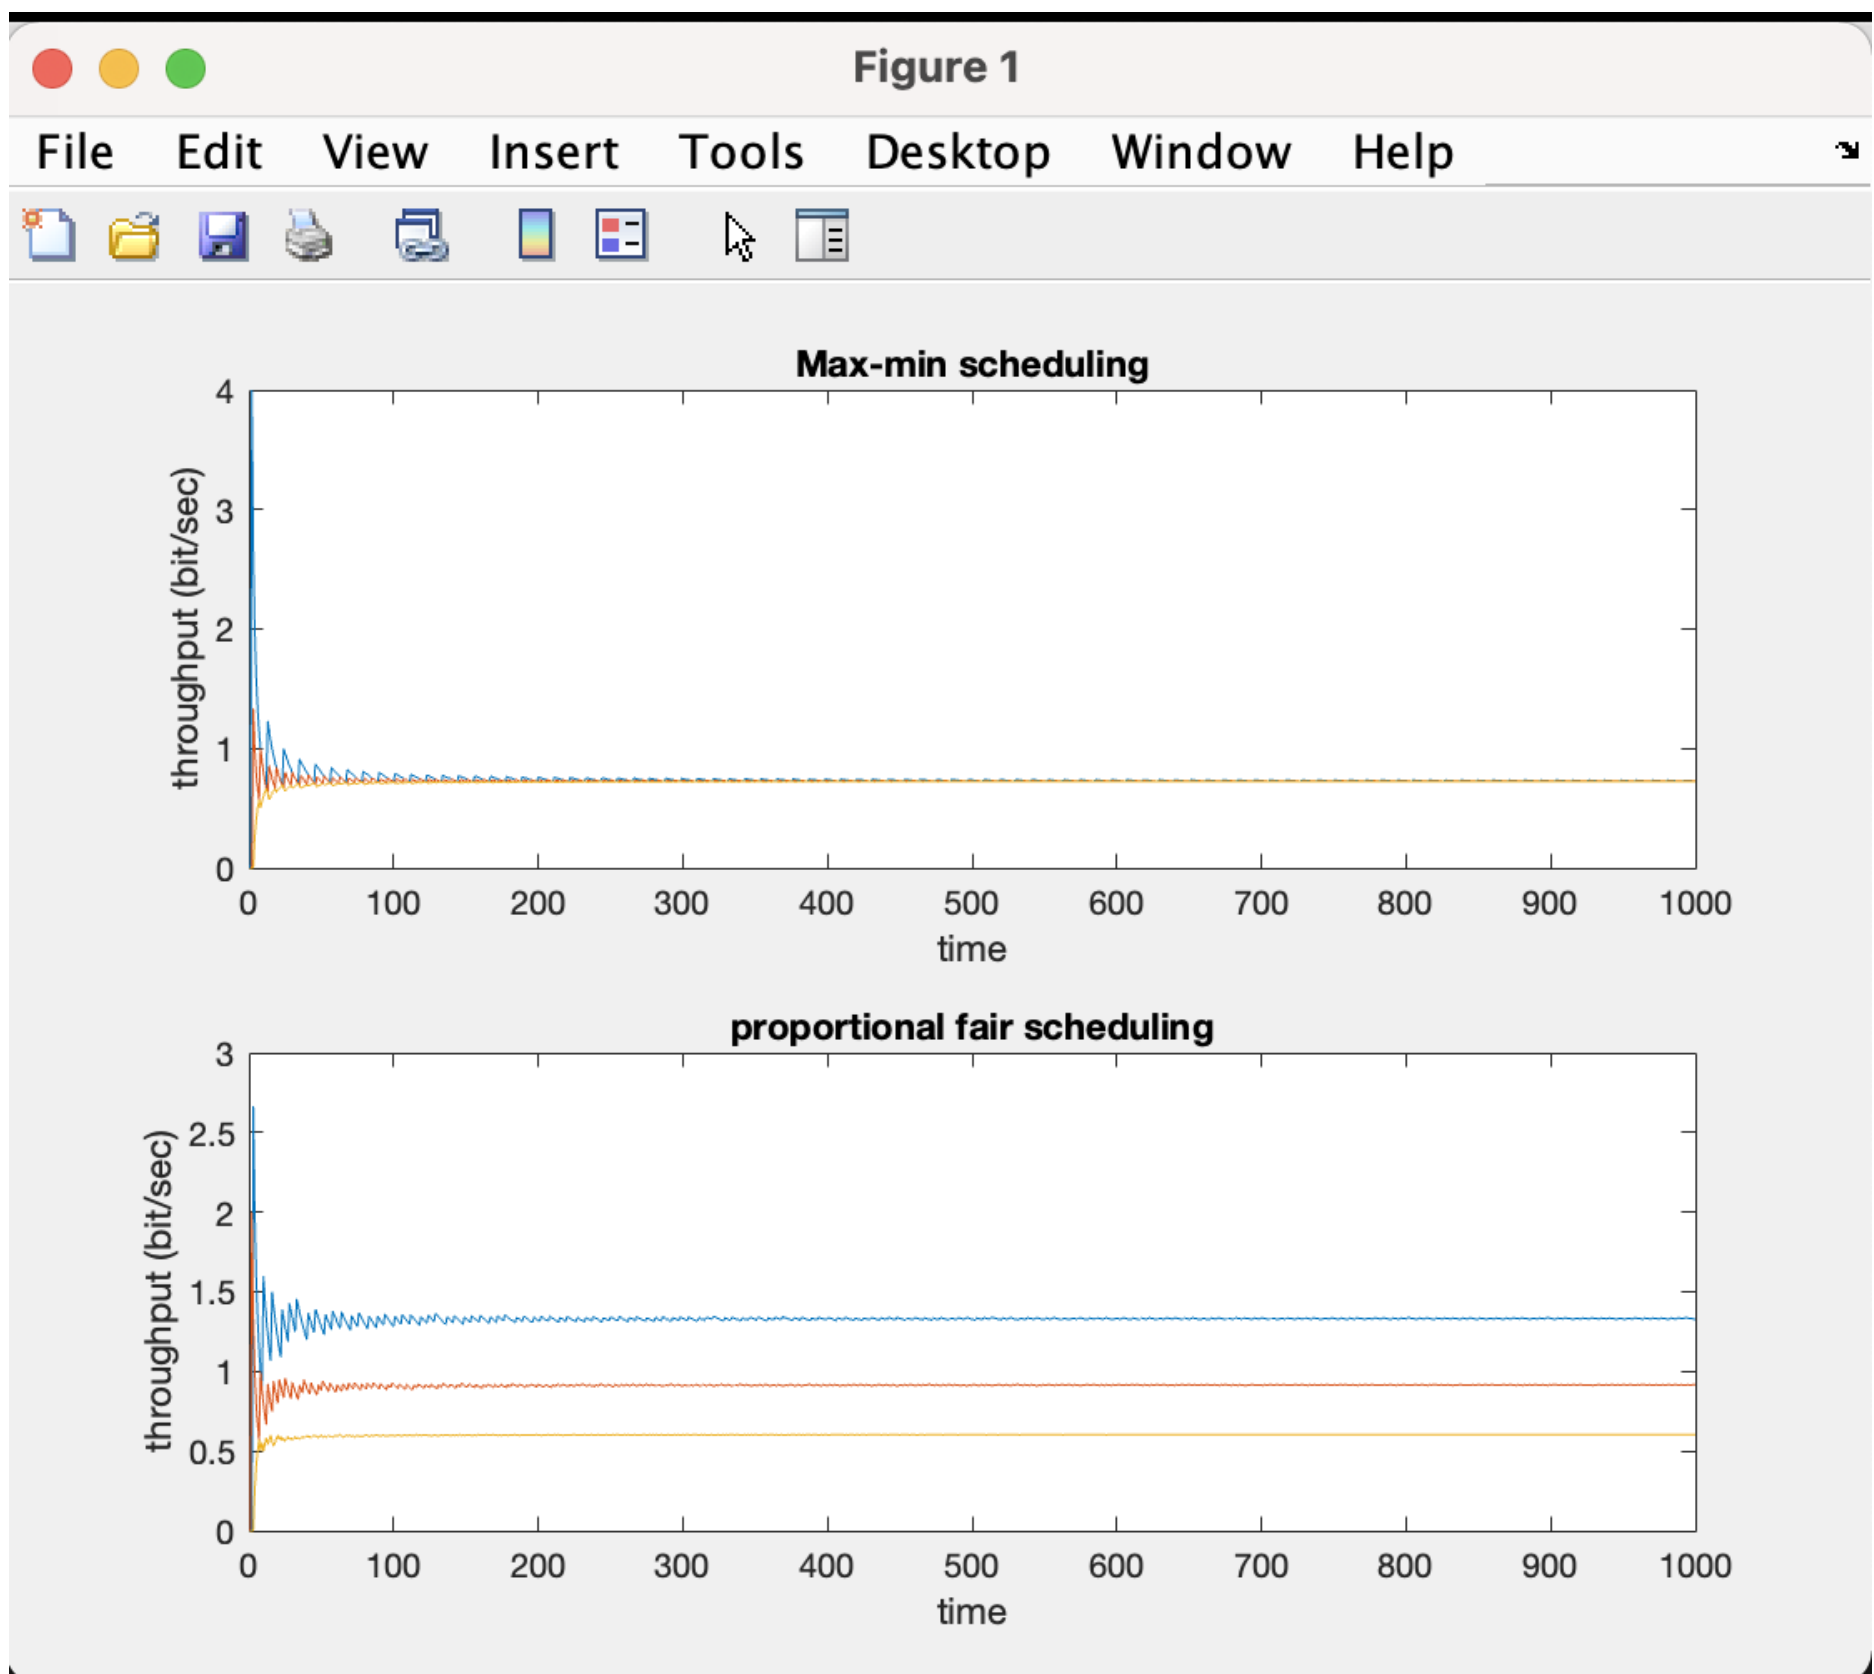 Figure 1
File Edit View Insert Tools Desktop Window Help
Max-min scheduling
4
3
2
1
0
throughput (bit/sec)
0 100 200 300 400 500 600 700 800 900 1000
time
proportional fair scheduling
3
2.5
2
1.5
1
0.5
0
throughput (bit/sec)
0 100 200 300 400 500 600 700 800 900 1000
time